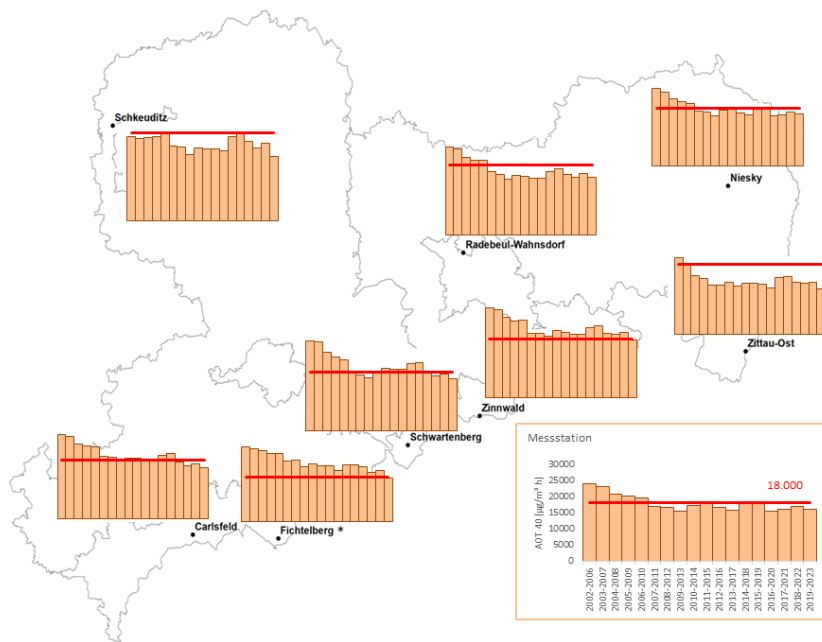 Schkeuditz
Niesky
Radebeul-Wahnsdorf
Zittau-Ost
Zinnwald
Schwartenberg
Carlsfeld
Fichtelberg *
Messstation
AOT 40 [µg/m³ h]
30000
25000
20000
15000
10000
5000
0
18.000
2002-2006
2003-2007
2004-2008
2005-2009
2006-2010
2007-2011
2008-2012
2009-2013
2010-2014
2011-2015
2012-2016
2013-2017
2014-2018
2015-2019
2016-2020
2017-2021
2018-2022
2019-2023